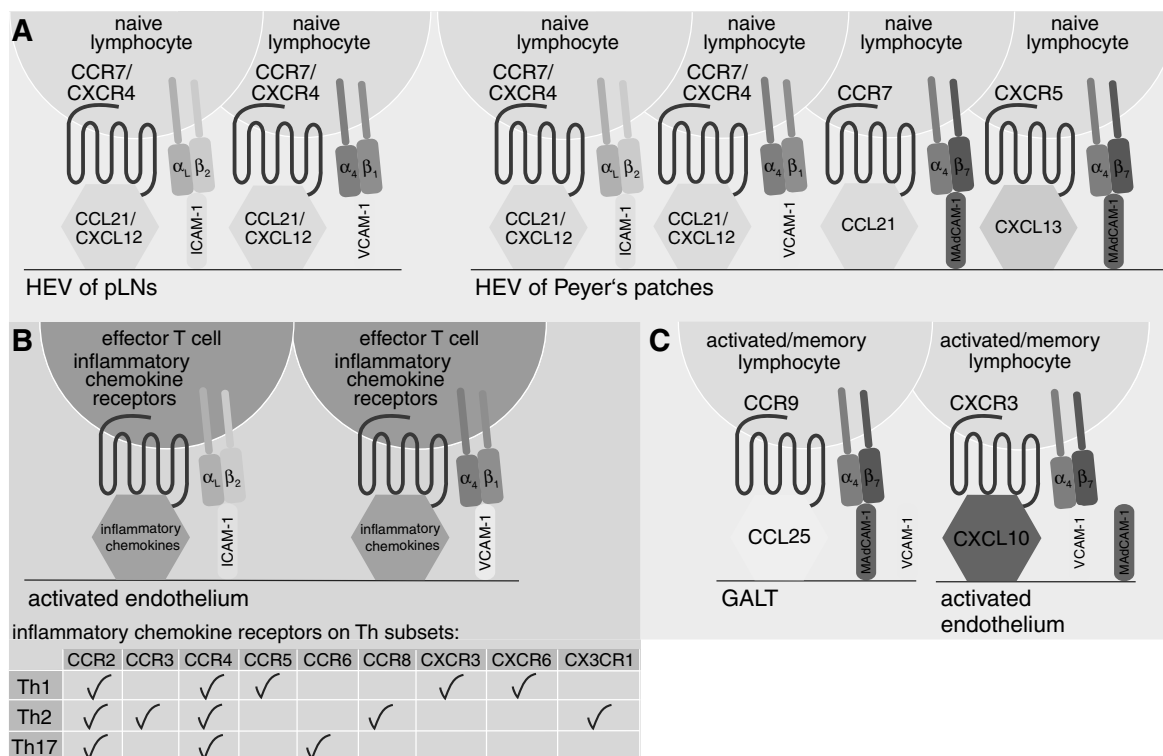 A
naive
lymphocyte
CCR7/
CXCR4
αL β2
CCL21/
CXCL12
ICAM-1
naive
lymphocyte
CCR7/
CXCR4
α4 β1
CCL21/
CXCL12
VCAM-1
HEV of pLNs
naive
lymphocyte
CCR7/
CXCR4
αL β2
CCL21/
CXCL12
ICAM-1
naive
lymphocyte
CCR7/
CXCR4
α4 β1
CCL21/
CXCL12
VCAM-1
naive
lymphocyte
CCR7
α4 β7
CCL21
MAdCAM-1
naive
lymphocyte
CXCR5
α4 β7
CXCL13
MAdCAM-1
HEV of Peyer‘s patches
B
effector T cell
inflammatory
chemokine
receptors
αL β2
inflammatory
chemokines
ICAM-1
effector T cell
inflammatory
chemokine
receptors
α4 β1
inflammatory
chemokines
VCAM-1
activated endothelium
inflammatory chemokine receptors on Th subsets:
CCR2 CCR3 CCR4 CCR5 CCR6 CCR8 CXCR3 CXCR6 CX3CR1
Th1 ✓ ✓ ✓ ✓ ✓
Th2 ✓ ✓ ✓ ✓ ✓
Th17 ✓ ✓ ✓
C
activated/memory
lymphocyte
CCR9
α4 β7
CCL25
MAdCAM-1
VCAM-1
GALT
activated/memory
lymphocyte
CXCR3
α4 β7
CXCL10
VCAM-1
MAdCAM-1
activated
endothelium